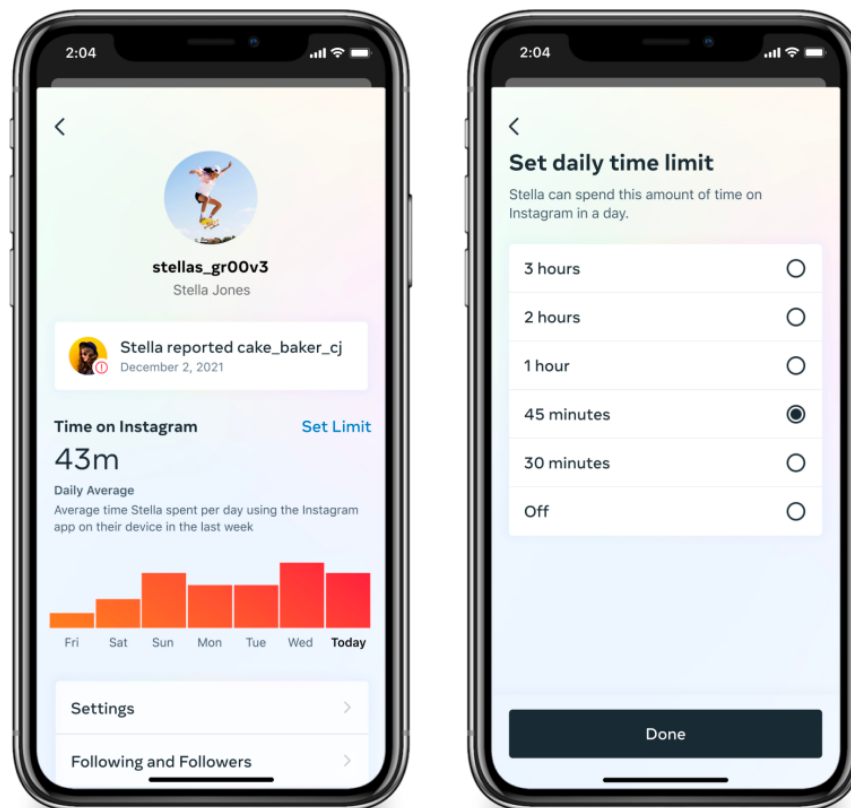 2:04
stellas_gr00v3
Stella Jones
Stella reported cake_baker_cj
December 2, 2021
Time on Instagram
Set Limit
43m
Daily Average
Average time Stella spent per day using the Instagram
app on their device in the last week
Fri Sat Sun Mon Tue Wed Today
Settings
Following and Followers
2:04
Set daily time limit
Stella can spend this amount of time on
Instagram in a day.
3 hours
2 hours
1 hour
45 minutes
30 minutes
Off
Done